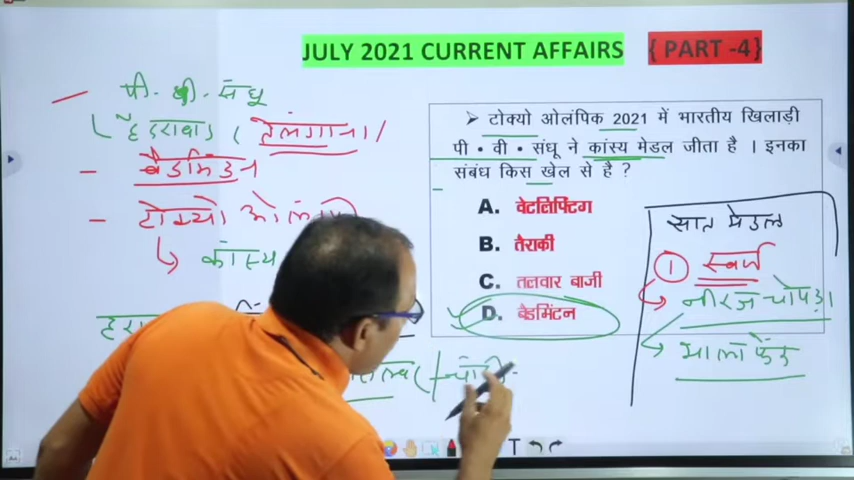 JULY 2021 CURRENT AFFAIRS { PART -4}
पी. वी. संधू
हैदराबाद ( तेलंगाना )
- बैडमिंटन
- टोक्यो ओलंपि
कांस्य
➢ टोक्यो ओलंपिक 2021 में भारतीय खिलाड़ी
पी • वी • संधू ने कांस्य मेडल जीता है । इनका
संबंध किस खेल से है ?
A. वेटलिफ्टिंग
B. तैराकी
C. तलवार बाजी
D. बैडमिंटन
सात मेडल
1 स्वर्ण
नीरज चोपड़ा
भाला फेंक
हरा
चांदी
T